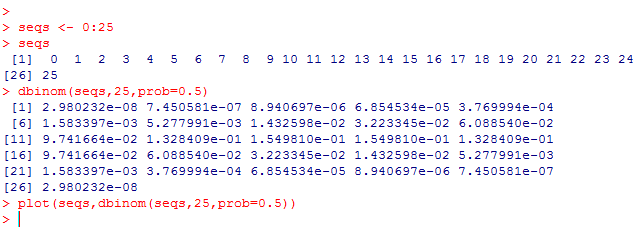 >
> seqs <- 0:25
> seqs
 [1]  0  1  2  3  4  5  6  7  8  9 10 11 12 13 14 15 16 17 18 19 20 21 22 23 24
[26] 25
> dbinom(seqs,25,prob=0.5)
 [1] 2.980232e-08 7.450581e-07 8.940697e-06 6.854534e-05 3.769994e-04
 [6] 1.583397e-03 5.277991e-03 1.432598e-02 3.223345e-02 6.088540e-02
[11] 9.741664e-02 1.328409e-01 1.549810e-01 1.549810e-01 1.328409e-01
[16] 9.741664e-02 6.088540e-02 3.223345e-02 1.432598e-02 5.277991e-03
[21] 1.583397e-03 3.769994e-04 6.854534e-05 8.940697e-06 7.450581e-07
[26] 2.980232e-08
> plot(seqs,dbinom(seqs,25,prob=0.5))
>